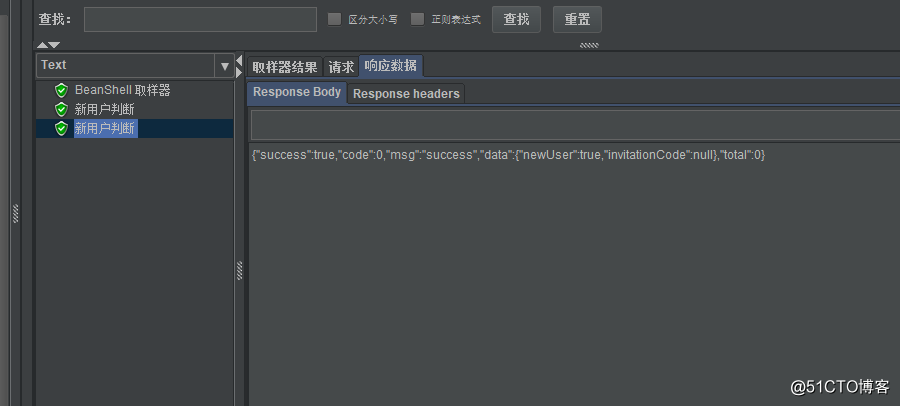 查找： 区分大小写 正则表达式 查找 重置
Text
BeanShell 取样器
新用户判断
新用户判断
取样器结果 请求 响应数据
Response Body Response headers
{"success":true,"code":0,"msg":"success","data":{"newUser":true,"invitationCode":null},"total":0}
@51CTO博客